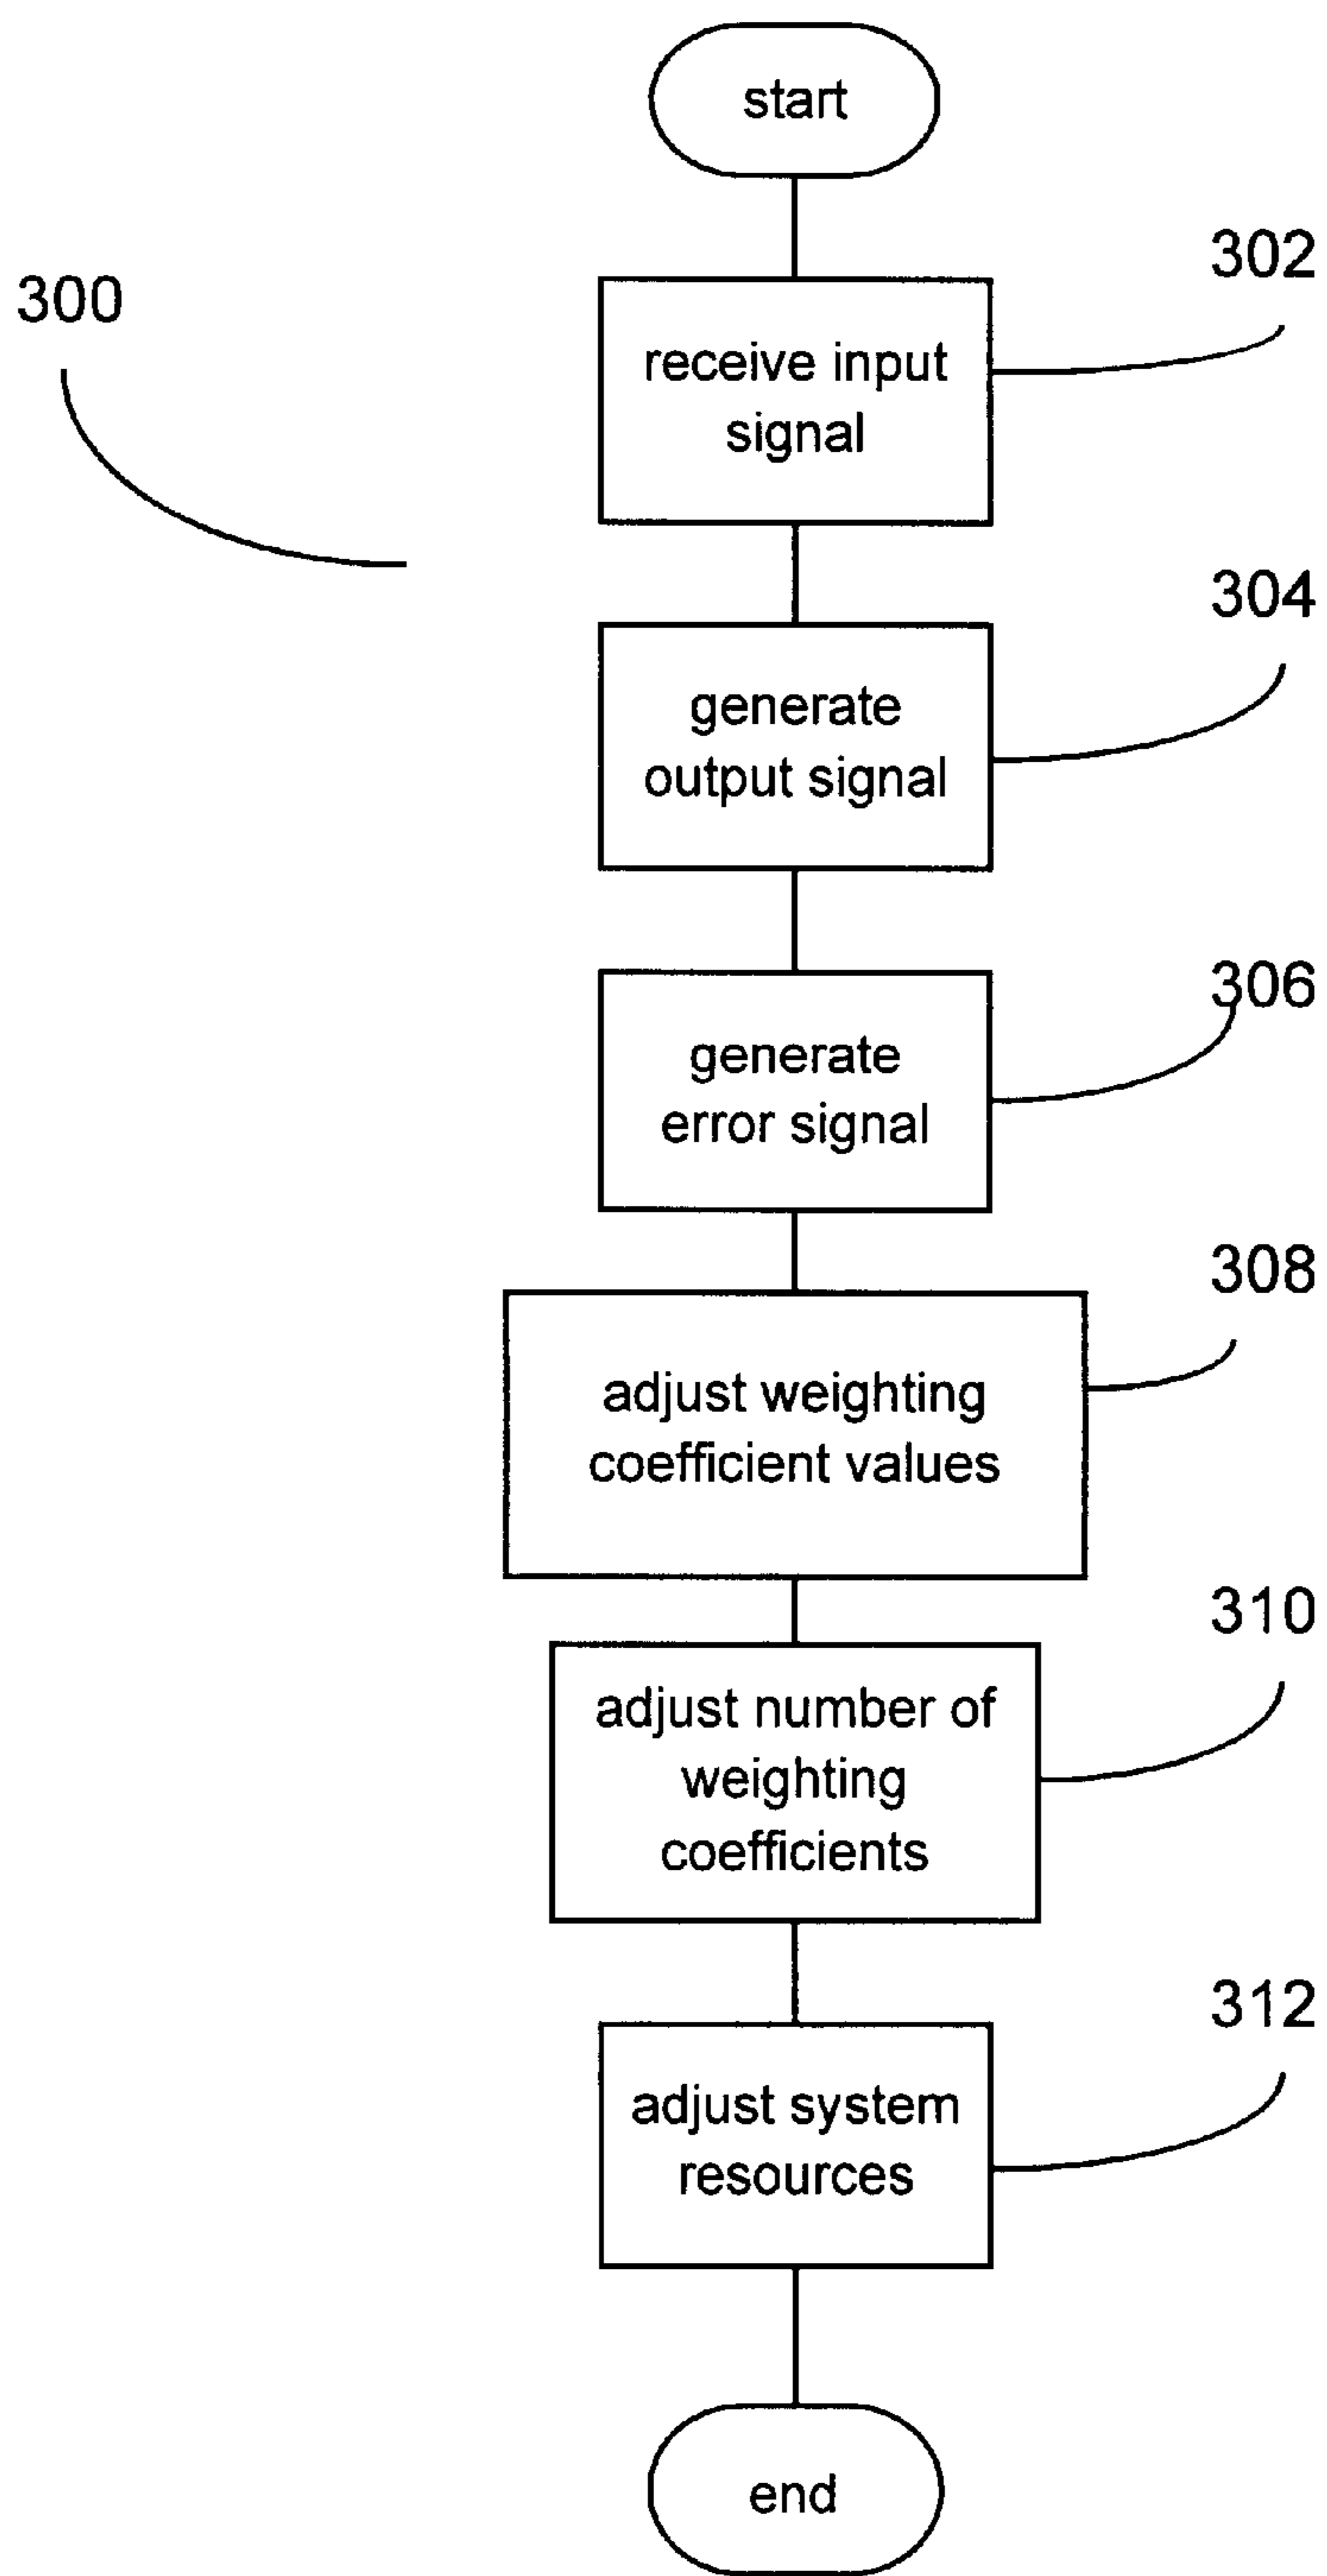 start
302
300
receive input
signal
304
generate
output signal
306
generate
error signal
308
adjust weighting
coefficient values
310
adjust number of
weighting
coefficients
312
adjust system
resources
end